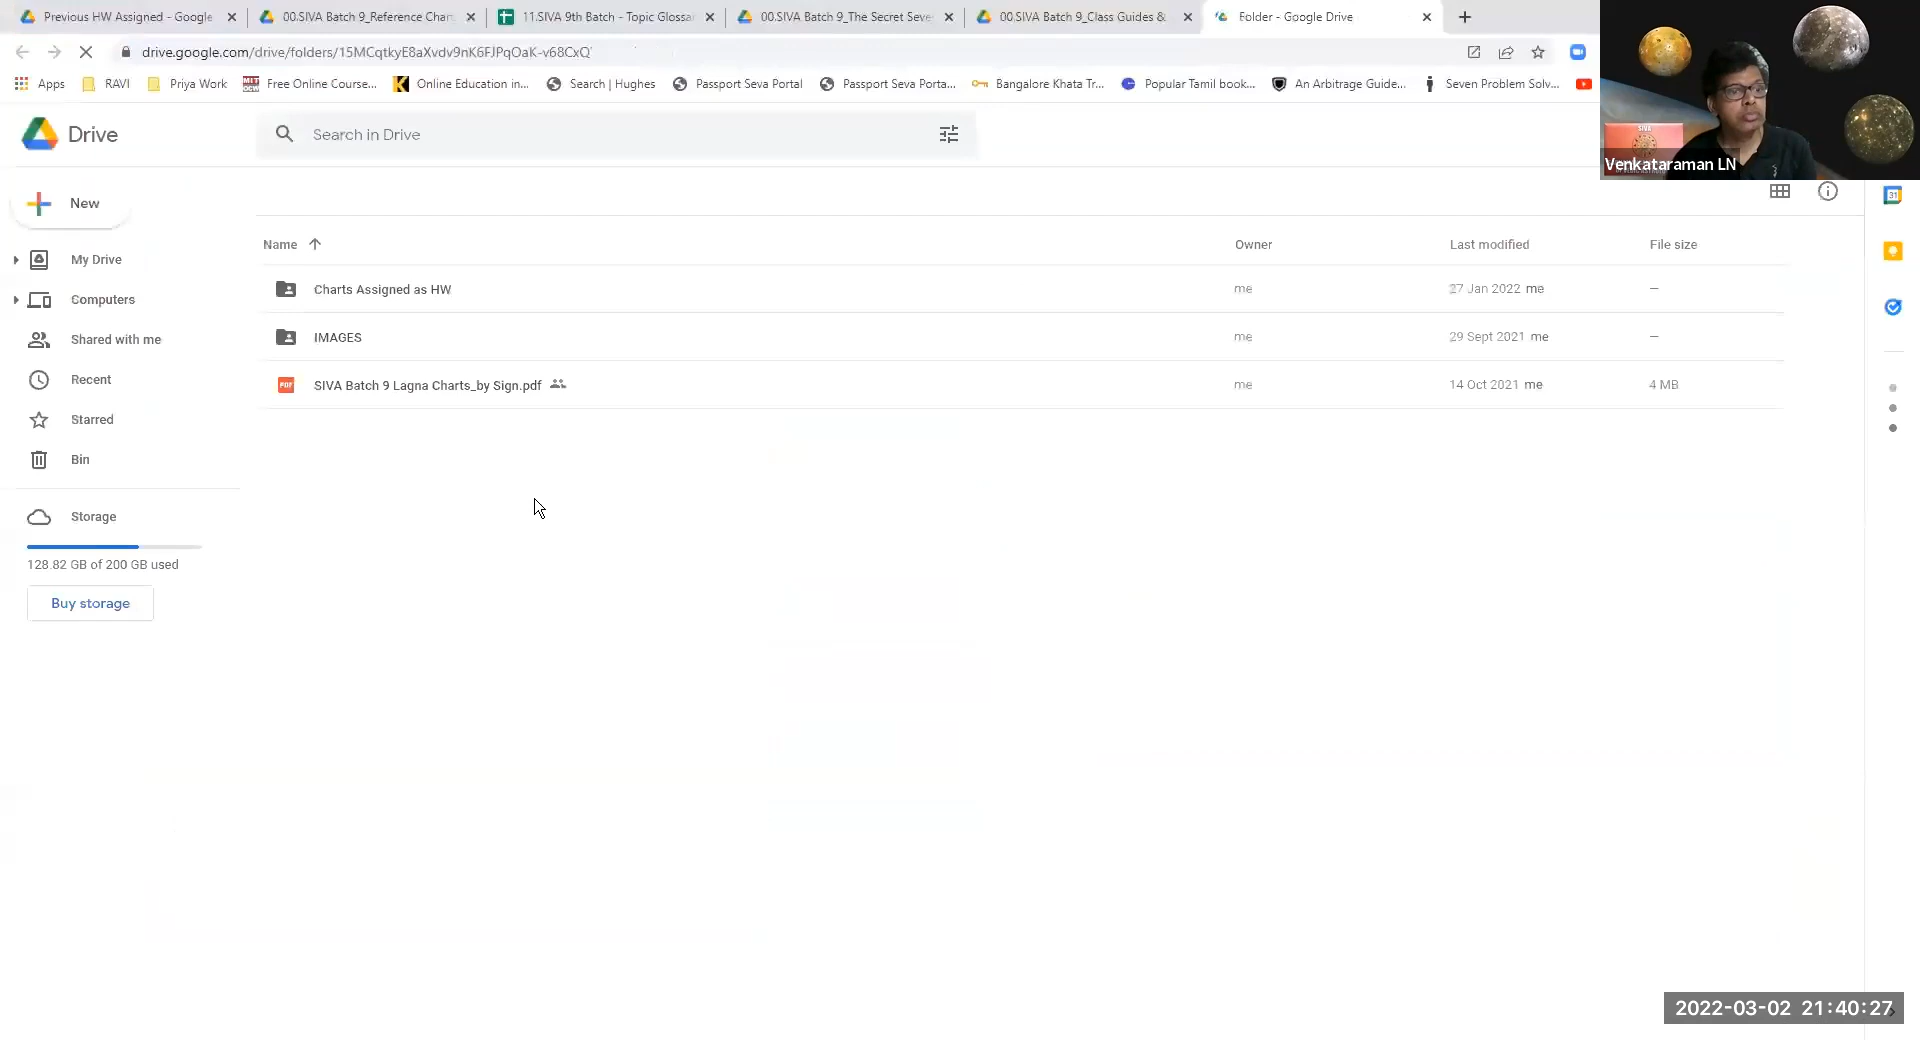 Previous HW Assigned - Google
00.SIVA Batch 9_Reference Char
11.SIVA 9th Batch - Topic Glossa
00.SIVA Batch 9_The Secret Seve
00.SIVA Batch 9_Class Guides &
Folder - Google Drive
drive.google.com/drive/folders/15MCqtkyE8aXvdv9nK6FJPqOaK-v68CxQ
Apps
RAVI
Priya Work
Free Online Course...
Online Education in...
Search | Hughes
Passport Seva Portal
Passport Seva Porta...
Bangalore Khata Tr...
Popular Tamil book...
An Arbitrage Guide...
Seven Problem Solv...
SIVA
Venkataraman LN
Drive
Search in Drive
New
31
My Drive
Computers
Shared with me
Recent
Starred
Bin
Storage
128.82 GB of 200 GB used
Buy storage
Name Owner Last modified File size
Charts Assigned as HW me 27 Jan 2022 me –
IMAGES me 29 Sept 2021 me –
PDF SIVA Batch 9 Lagna Charts_by Sign.pdf me 14 Oct 2021 me 4 MB
2022-03-02 21:40:27